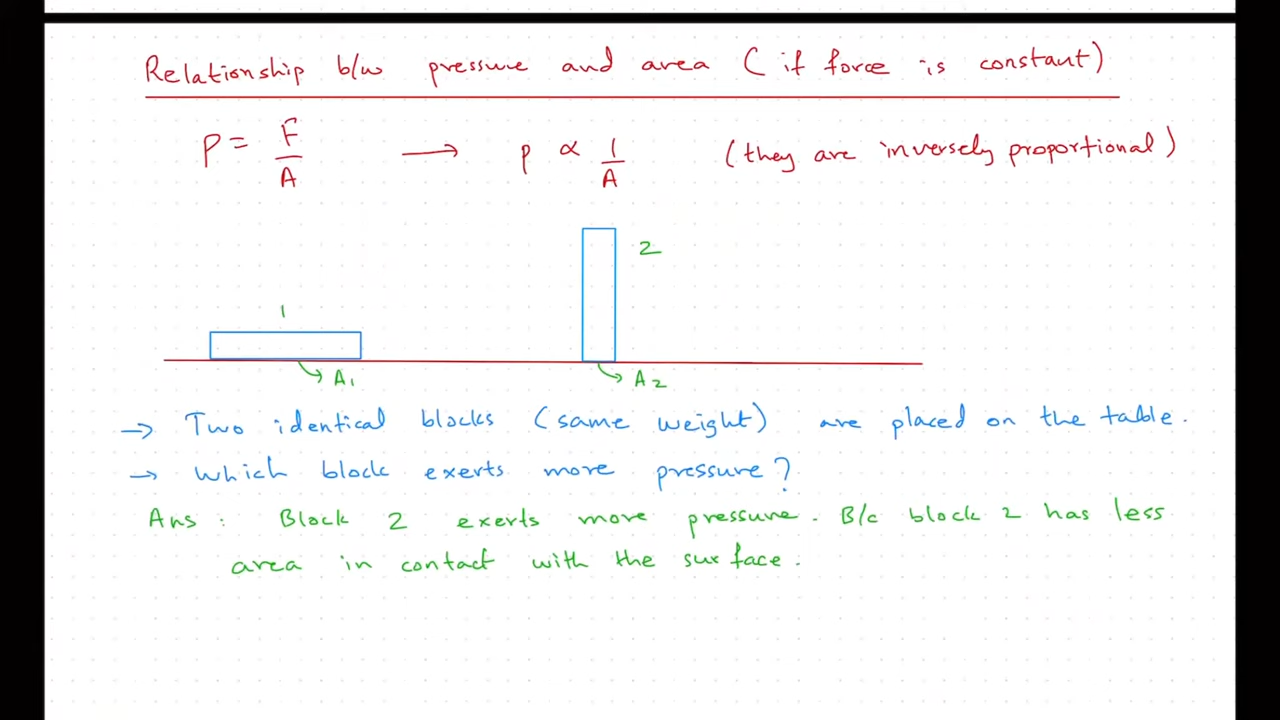 Relationship b/w pressure and area (if force is constant)
P = F/A → p ∝ 1/A (they are inversely proportional)
2
1
A1 A2
→ Two identical blocks (same weight) are placed on the table.
→ which block exerts more pressure?
Ans : Block 2 exerts more pressure. B/c block 2 has less
area in contact with the surface.